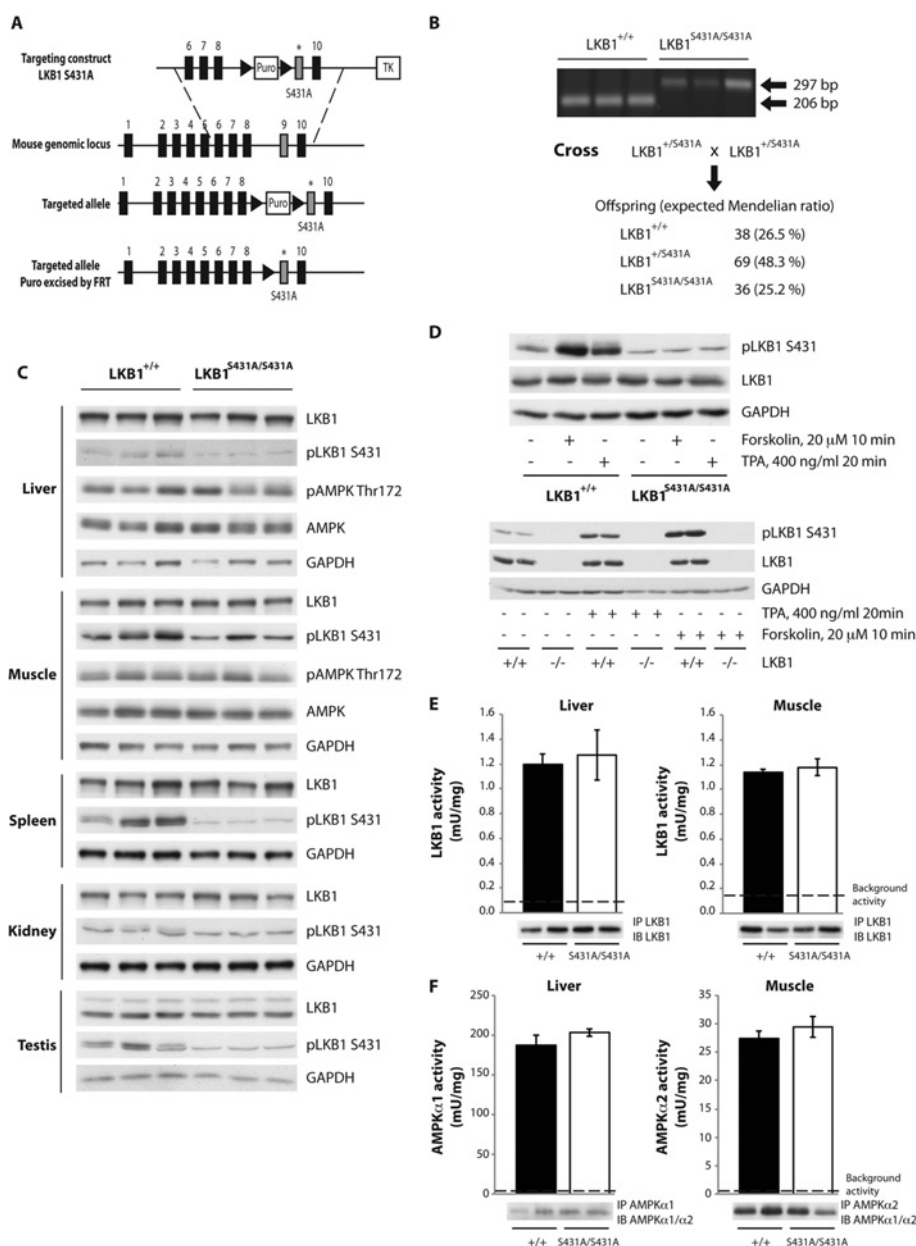 A
Targeting construct
LKB1 S431A
6 7 8 * 10
Puro
TK
S431A
Mouse genomic locus
1 2 3 4 5 6 7 8 9 10
Targeted allele
1 2 3 4 5 6 7 8 * 10
Puro
S431A
Targeted allele
Puro excised by FRT
1 2 3 4 5 6 7 8 * 10
S431A
B
LKB1+/+ LKB1S431A/S431A
297 bp
206 bp
Cross LKB1+/S431A x LKB1+/S431A
Offspring (expected Mendelian ratio)
LKB1+/+ 38 (26.5 %)
LKB1+/S431A 69 (48.3 %)
LKB1S431A/S431A 36 (25.2 %)
C
LKB1+/+ LKB1S431A/S431A
Liver
LKB1
pLKB1 S431
pAMPK Thr172
AMPK
GAPDH
Muscle
LKB1
pLKB1 S431
pAMPK Thr172
AMPK
GAPDH
Spleen
LKB1
pLKB1 S431
GAPDH
Kidney
LKB1
pLKB1 S431
GAPDH
Testis
LKB1
pLKB1 S431
GAPDH
D
pLKB1 S431
LKB1
GAPDH
- + - - + - Forskolin, 20 µM 10 min
- - + - - + TPA, 400 ng/ml 20 min
LKB1+/+ LKB1S431A/S431A
pLKB1 S431
LKB1
GAPDH
- - - - + + + + - - - - TPA, 400 ng/ml 20min
- - - - - - - - + + + + Forskolin, 20 µM 10 min
+/+ -/- +/+ -/- +/+ -/- LKB1
E
Liver
LKB1 activity
(mU/mg)
1.6
1.4
1.2
1.0
0.8
0.6
0.4
0.2
0.0
IP LKB1
IB LKB1
+/+ S431A/S431A
Muscle
LKB1 activity
(mU/mg)
1.6
1.4
1.2
1.0
0.8
0.6
0.4
0.2
0.0
Background
activity
IP LKB1
IB LKB1
+/+ S431A/S431A
F
Liver
AMPKα1 activity
(mU/mg)
250
200
150
100
50
0
IP AMPKα1
IB AMPKα1/α2
+/+ S431A/S431A
Muscle
AMPKα2 activity
(mU/mg)
35
30
25
20
15
10
5
0
Background
activity
IP AMPKα2
IB AMPKα1/α2
+/+ S431A/S431A